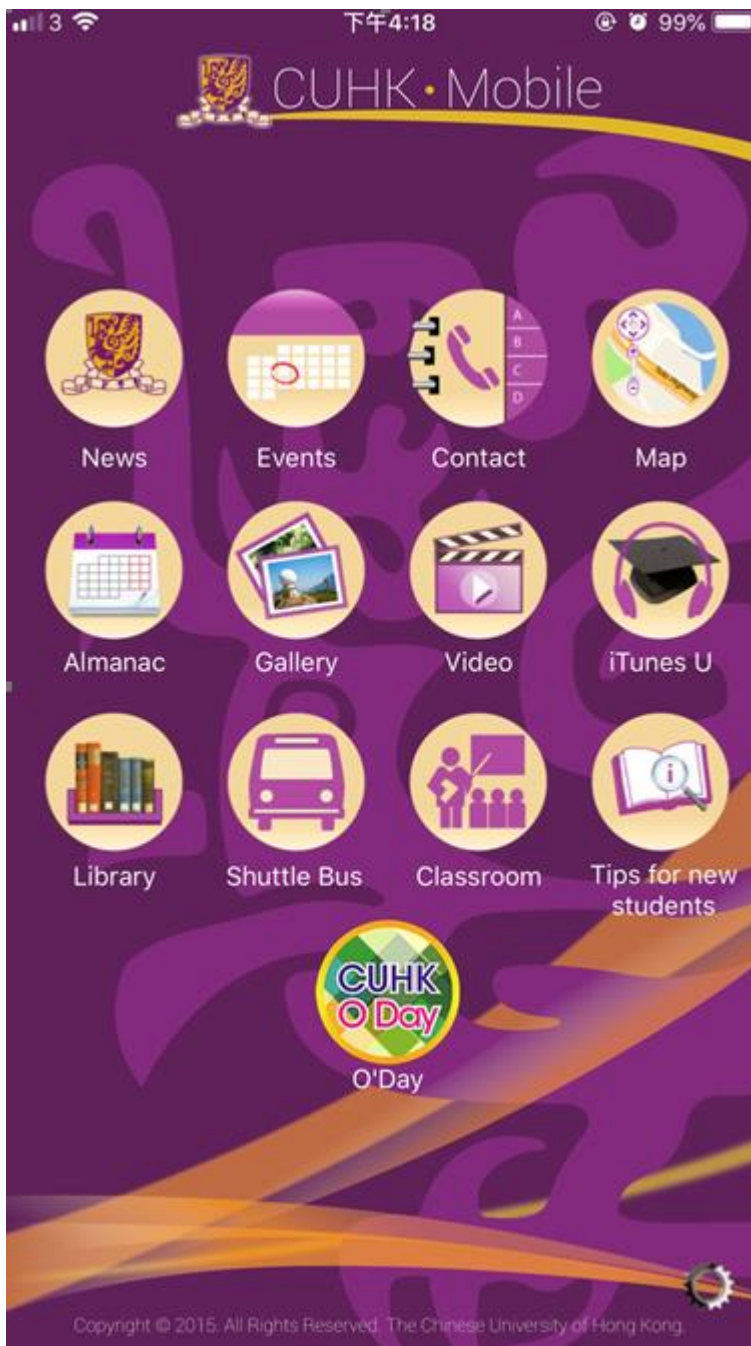 3 下午4:18 99%
CUHK·Mobile
A
B
C
D
News Events Contact Map
Almanac Gallery Video iTunes U
i
Library Shuttle Bus Classroom Tips for new
students
CUHK
O Day
O'Day
Copyright © 2015. All Rights Reserved. The Chinese University of Hong Kong.